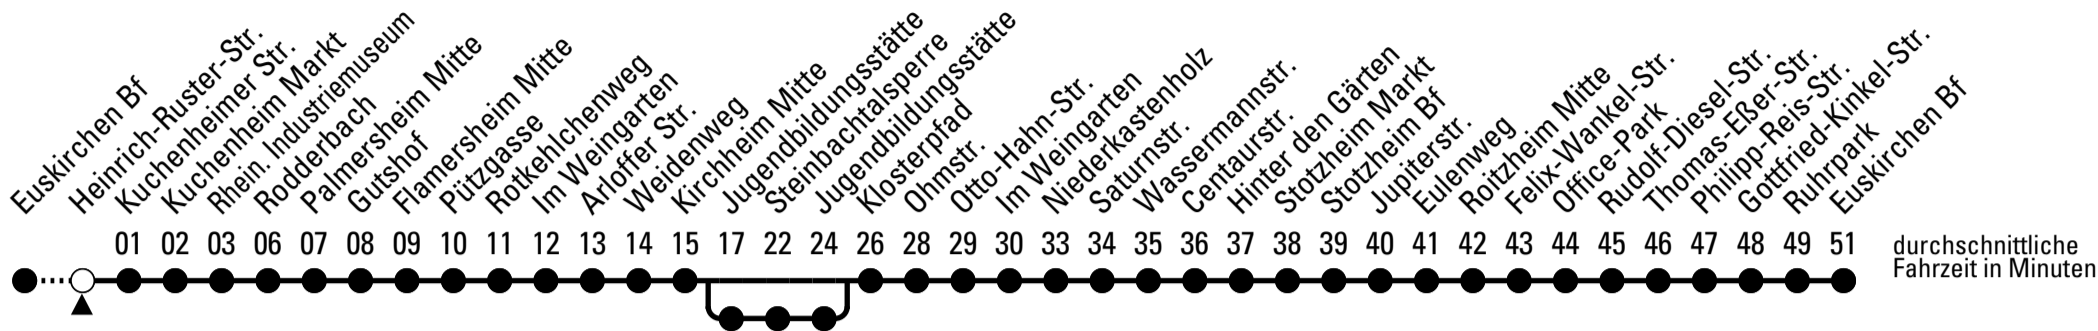 Euskirchen Bf
Heinrich-Ruster-Str.
Kuchenheimer Str.
Kuchenheim Markt
Rhein. Industriemuseum
Rodderbach
Palmersheim Mitte
Gutshof
Flamersheim Mitte
Pützgasse
Rotkehlchenweg
Im Weingarten
Arloffer Str.
Weidenweg
Kirchheim Mitte
Jugendbildungsstätte
Steinbachtalsperre
Jugendbildungsstätte
Klosterpfad
Ohmstr.
Otto-Hahn-Str.
Im Weingarten
Niederkastenholz
Saturnstr.
Wassermannstr.
Centaurstr.
Hinter den Gärten
Stotzheim Markt
Stotzheim Bf
Jupiterstr.
Eulenweg
Roitzheim Mitte
Felix-Wankel-Str.
Office-Park
Rudolf-Diesel-Str.
Thomas-Eßer-Str.
Philipp-Reis-Str.
Gottfried-Kinkel-Str.
Ruhrpark
Euskirchen Bf
01 02 03 06 07 08 09 10 11 12 13 14 15 17 22 24 26 28 29 30 33 34 35 36 37 38 39 40 41 42 43 44 45 46 47 48 49 51
durchschnittliche
Fahrzeit in Minuten